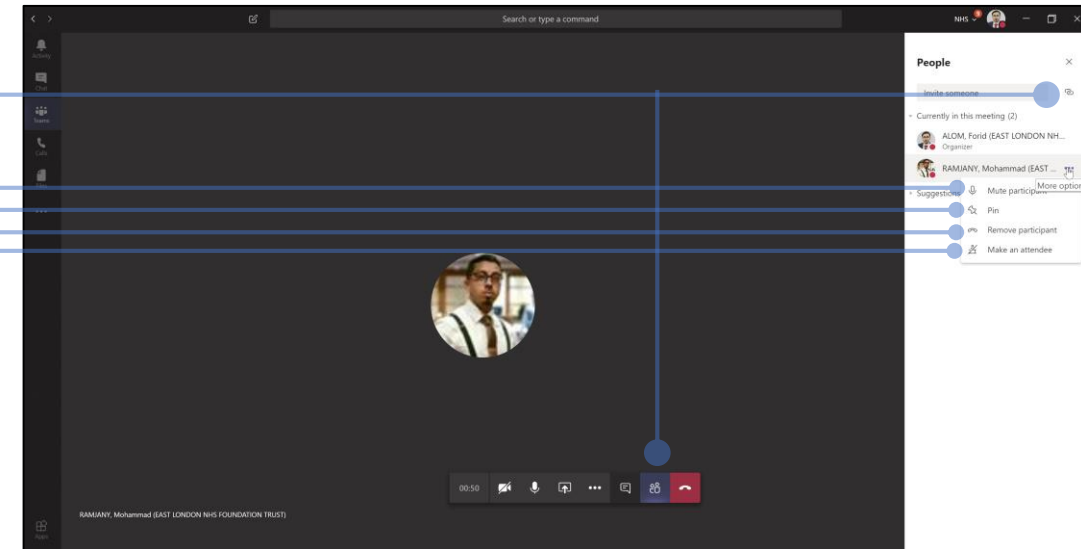 Search or type a command
NHS
Activity
Chat
Teams
Calls
Files
Apps
People
Invite someone
Currently in this meeting (2)
ALOM, Forid (EAST LONDON NH...
Organizer
RAMJANY, Mohammad (EAST ...
More option
Suggestions
Mute participant
Pin
Remove participant
Make an attendee
00:50
RAMJANY, Mohammad (EAST LONDON NHS FOUNDATION TRUST)